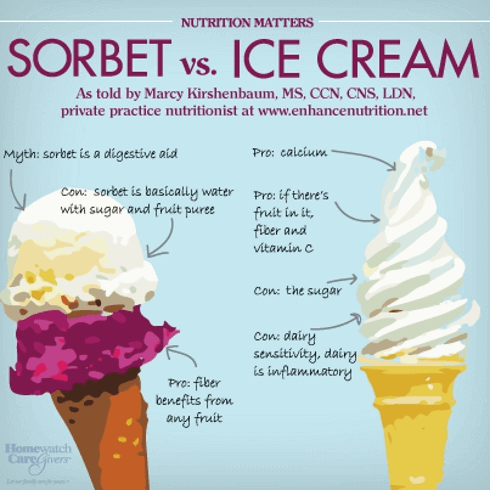 NUTRITION MATTERS
SORBET vs. ICE CREAM
As told by Marcy Kirshenbaum, MS, CCN, CNS, LDN,
private practice nutritionist at www.enhancenutrition.net
Myth: sorbet is a digestive aid
Con: sorbet is basically water
with sugar and fruit puree
Pro: fiber
benefits from
any fruit
Pro: calcium
Pro: if there's
fruit in it,
fiber and
vitamin C
Con: the sugar
Con: dairy
sensitivity, dairy
is inflammatory
Homewatch
CareGivers